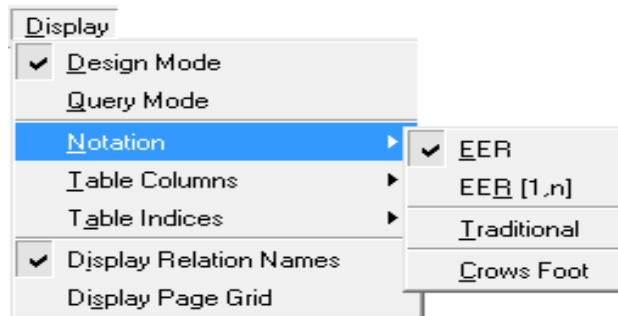 Display
Design Mode
Query Mode
Notation
Table Columns
Table Indices
Display Relation Names
Display Page Grid
EER
EER [1,n]
Traditional
Crows Foot